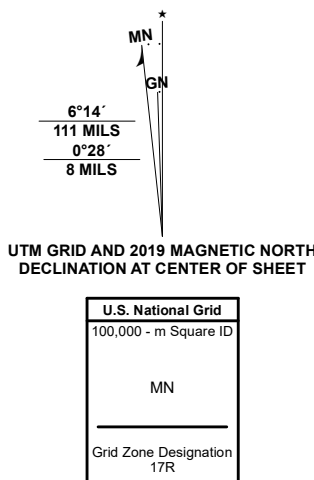 MN
GN
6°14´
111 MILS
0°28´
8 MILS
UTM GRID AND 2019 MAGNETIC NORTH
DECLINATION AT CENTER OF SHEET
U.S. National Grid
100,000 - m Square ID
MN
Grid Zone Designation
17R